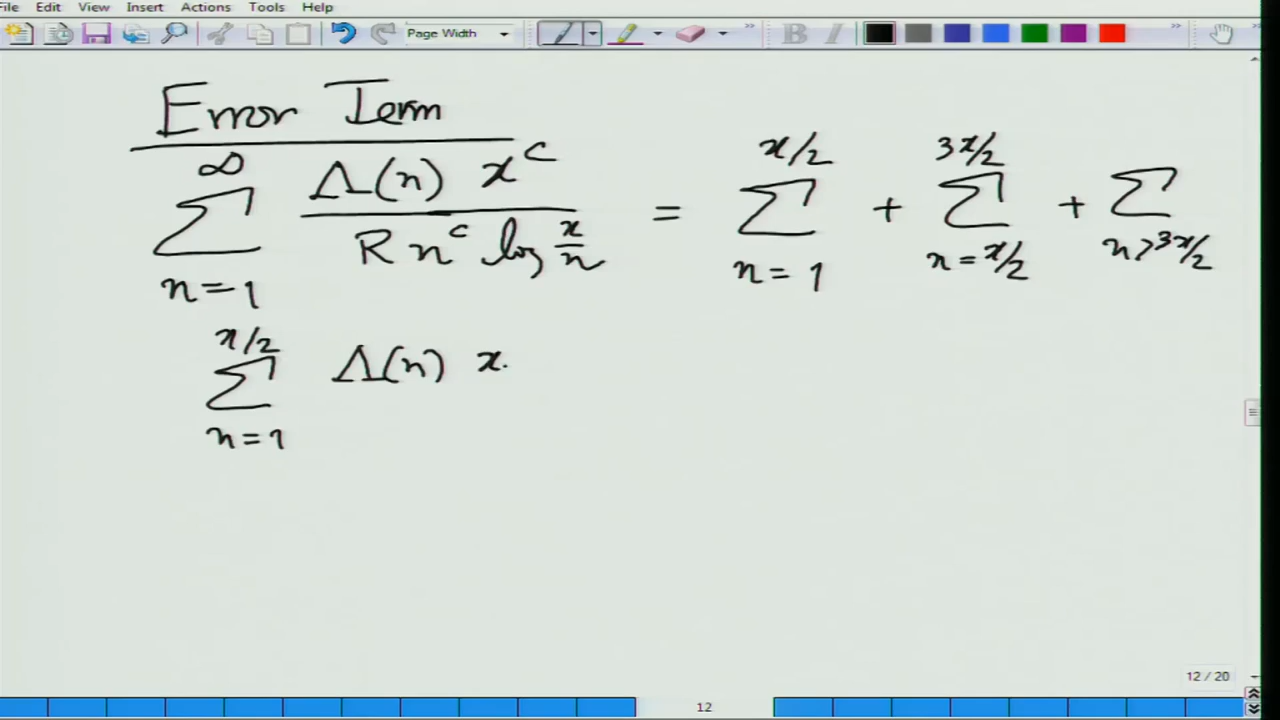 File Edit View Insert Actions Tools Help
Page Width
Error Term
∞ x/2 3x/2
∑ Λ(n) x^c / R n^c log x/n = ∑ + ∑ + ∑
n=1 n=1 n=x/2 n>3x/2
x/2
∑ Λ(n) x.
n=1
12/20
12